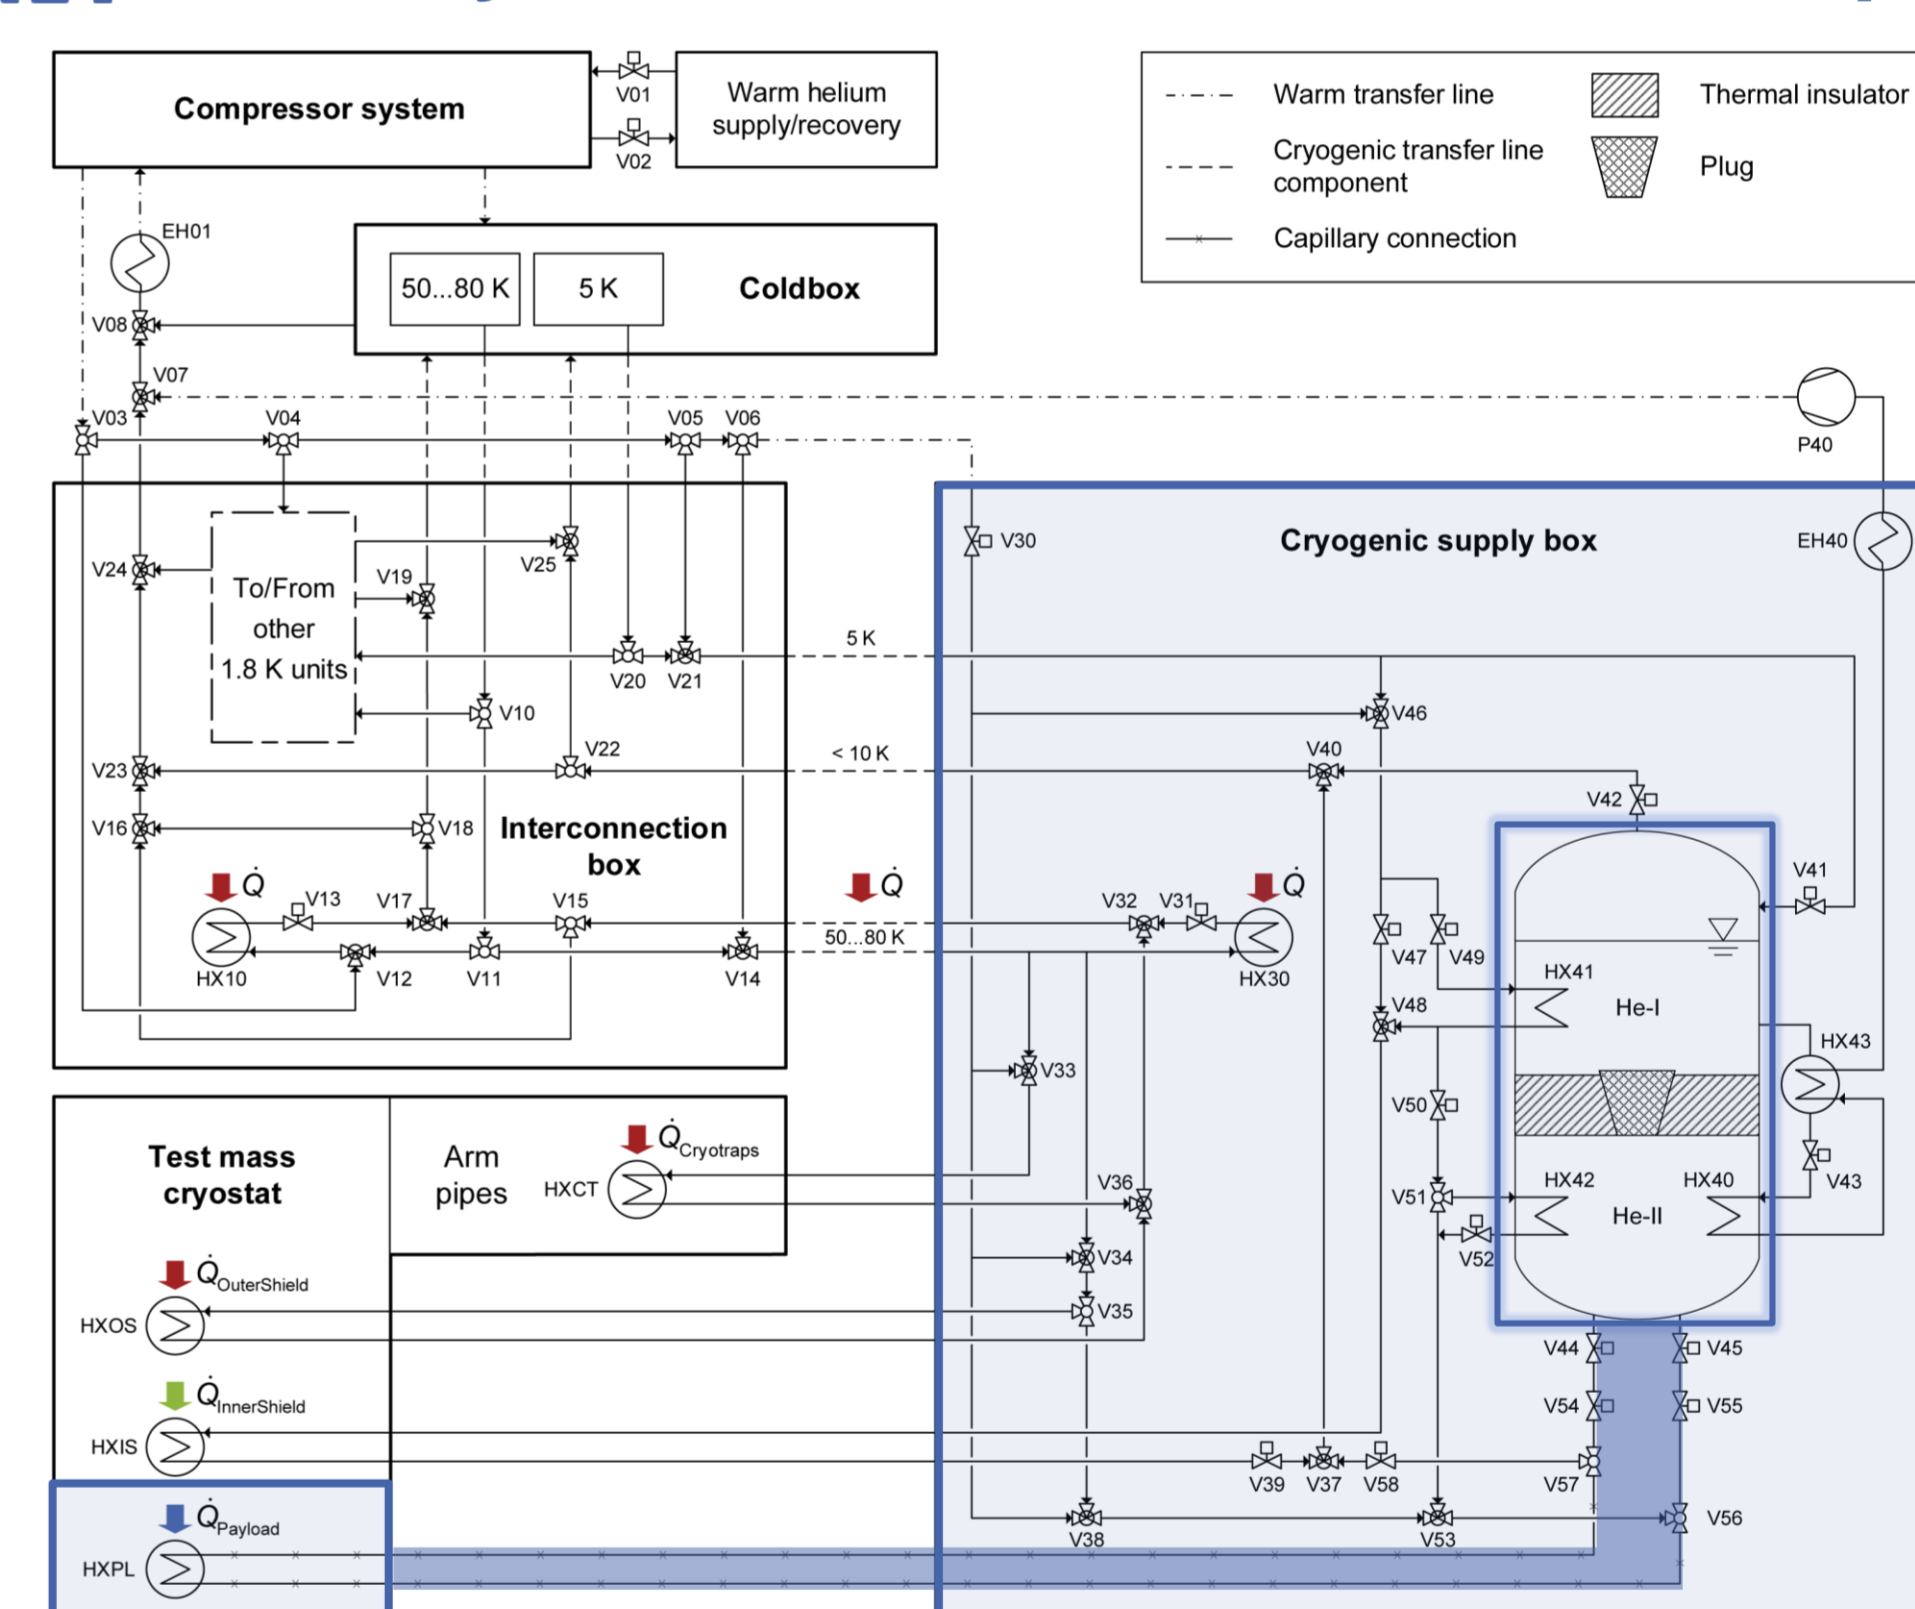 Compressor system
V01
V02
Warm helium
supply/recovery
Warm transfer line
Cryogenic transfer line
component
Capillary connection
Thermal insulator
Plug
EH01
50...80 K
5 K
Coldbox
V08
V07
V03
V04
V05
V06
P40
V30
Cryogenic supply box
EH40
V24
V25
V19
To/From
other
1.8 K units
V20
V21
5 K
V10
V46
V22
< 10 K
V40
V23
V42
V16
V18
Interconnection
box
Q̇
V13
V17
V15
Q̇
V32
V31
Q̇
V41
50...80 K
HX10
V12
V11
V14
HX30
V47
V49
HX41
He-I
V48
HX43
V33
V50
Test mass
cryostat
Arm
pipes
Q̇Cryotraps
HXCT
V36
V51
HX42
HX40
V43
He-II
V52
V34
Q̇OuterShield
HXOS
V35
V44
V45
Q̇InnerShield
HXIS
V54
V55
V39
V37
V58
V57
Q̇Payload
HXPL
V38
V53
V56